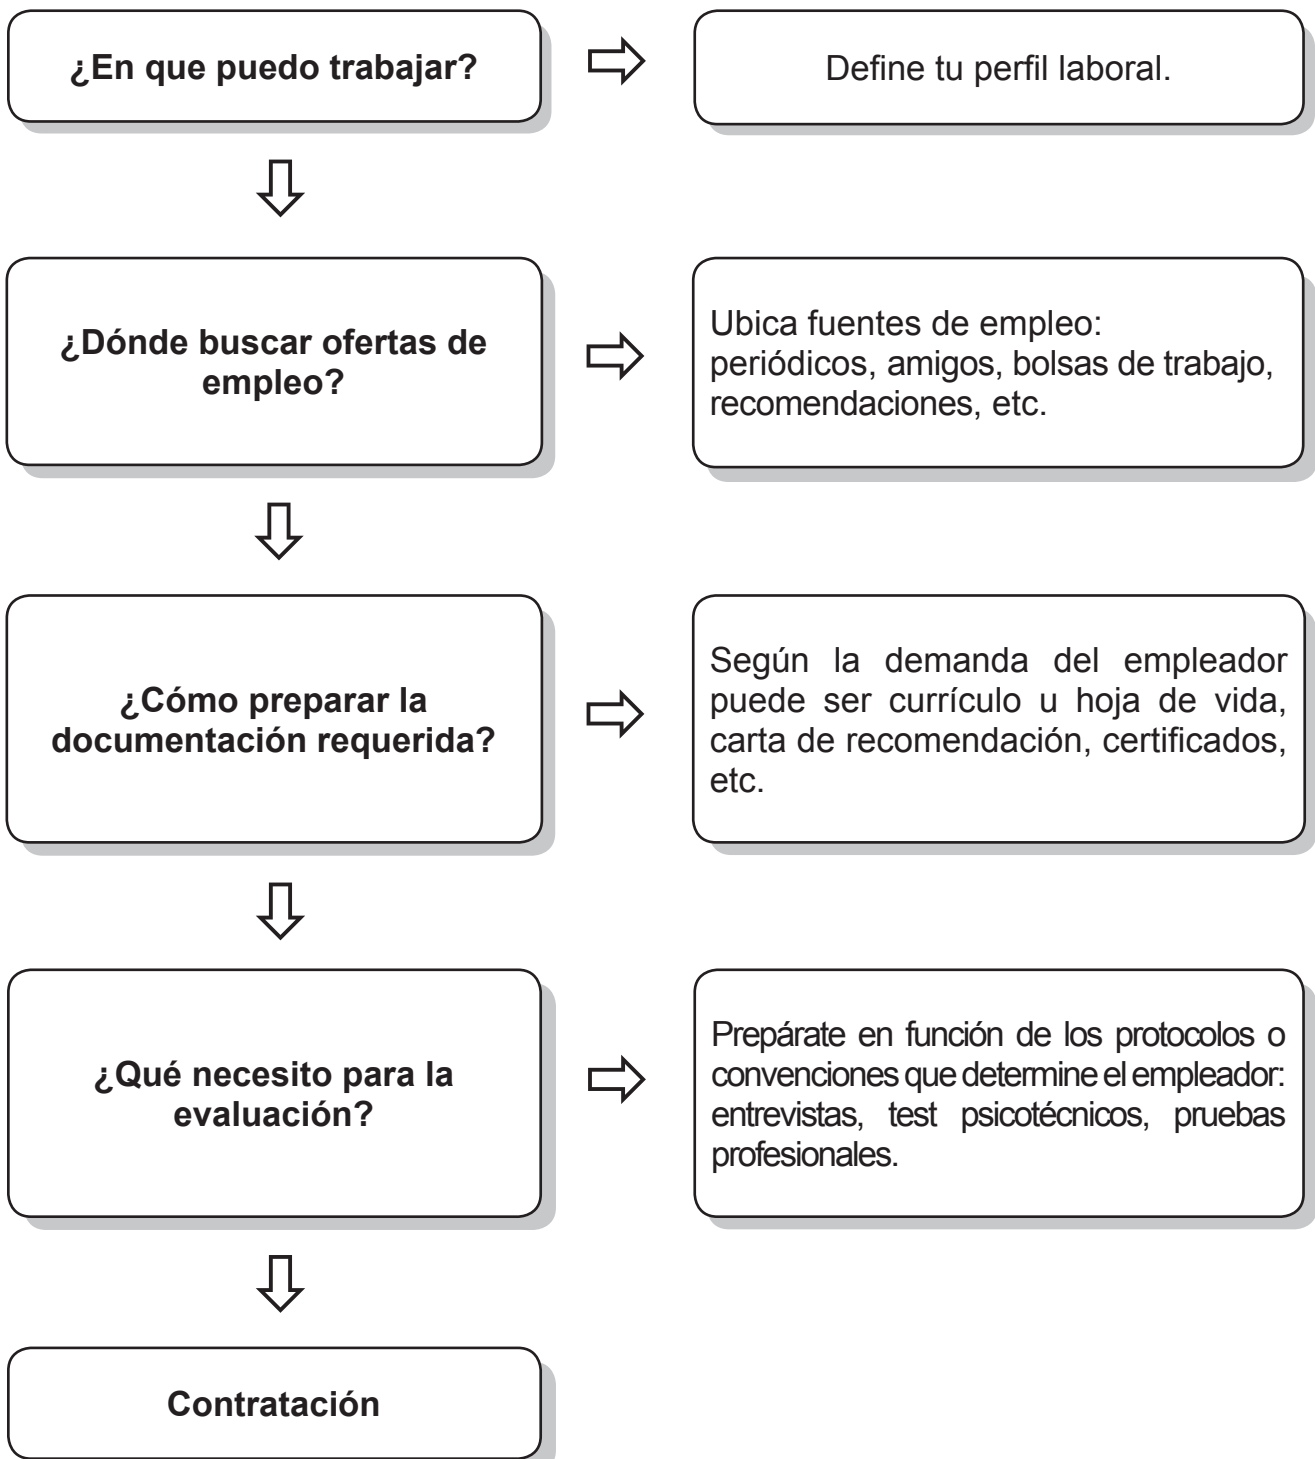 ¿En que puedo trabajar?
Define tu perfil laboral.
¿Dónde buscar ofertas de
empleo?
Ubica fuentes de empleo:
periódicos, amigos, bolsas de trabajo,
recomendaciones, etc.
¿Cómo preparar la
documentación requerida?
Según la demanda del empleador
puede ser currículo u hoja de vida,
carta de recomendación, certificados,
etc.
¿Qué necesito para la
evaluación?
Prepárate en función de los protocolos o
convenciones que determine el empleador:
entrevistas, test psicotécnicos, pruebas
profesionales.
Contratación